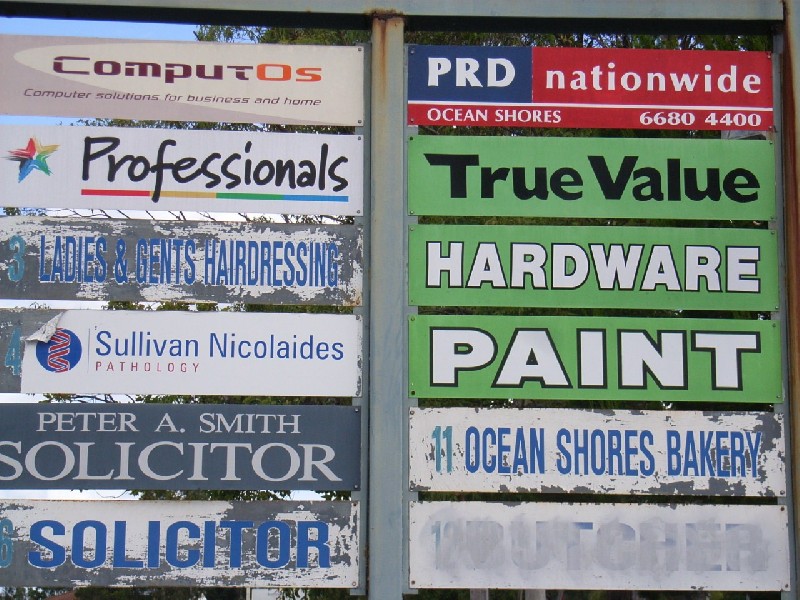 COMPUTOS
Computer solutions for business and home
Professionals
3 LADIES & GENTS HAIRDRESSING
4 Sullivan Nicolaides
PATHOLOGY
PETER A. SMITH
SOLICITOR
6 SOLICITOR
PRD nationwide
OCEAN SHORES 6680 4400
True Value
HARDWARE
PAINT
11 OCEAN SHORES BAKERY
12 BUTCHER